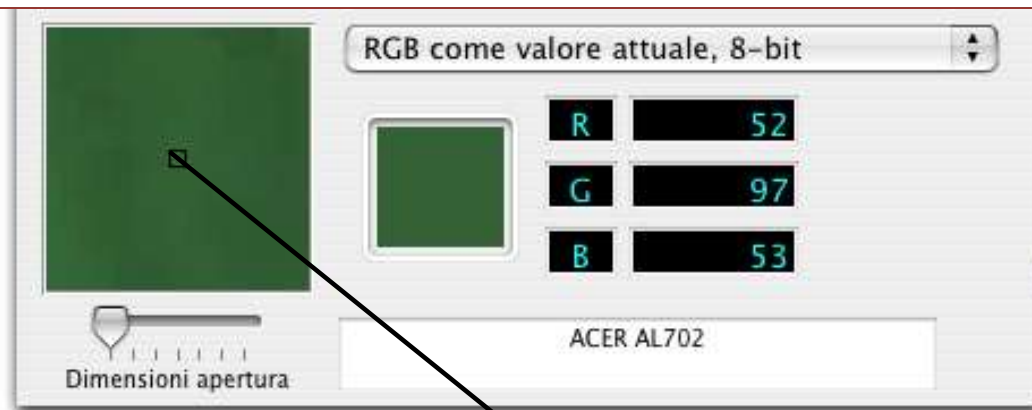 RGB come valore attuale, 8-bit
R 52
G 97
B 53
ACER AL702
Dimensioni apertura